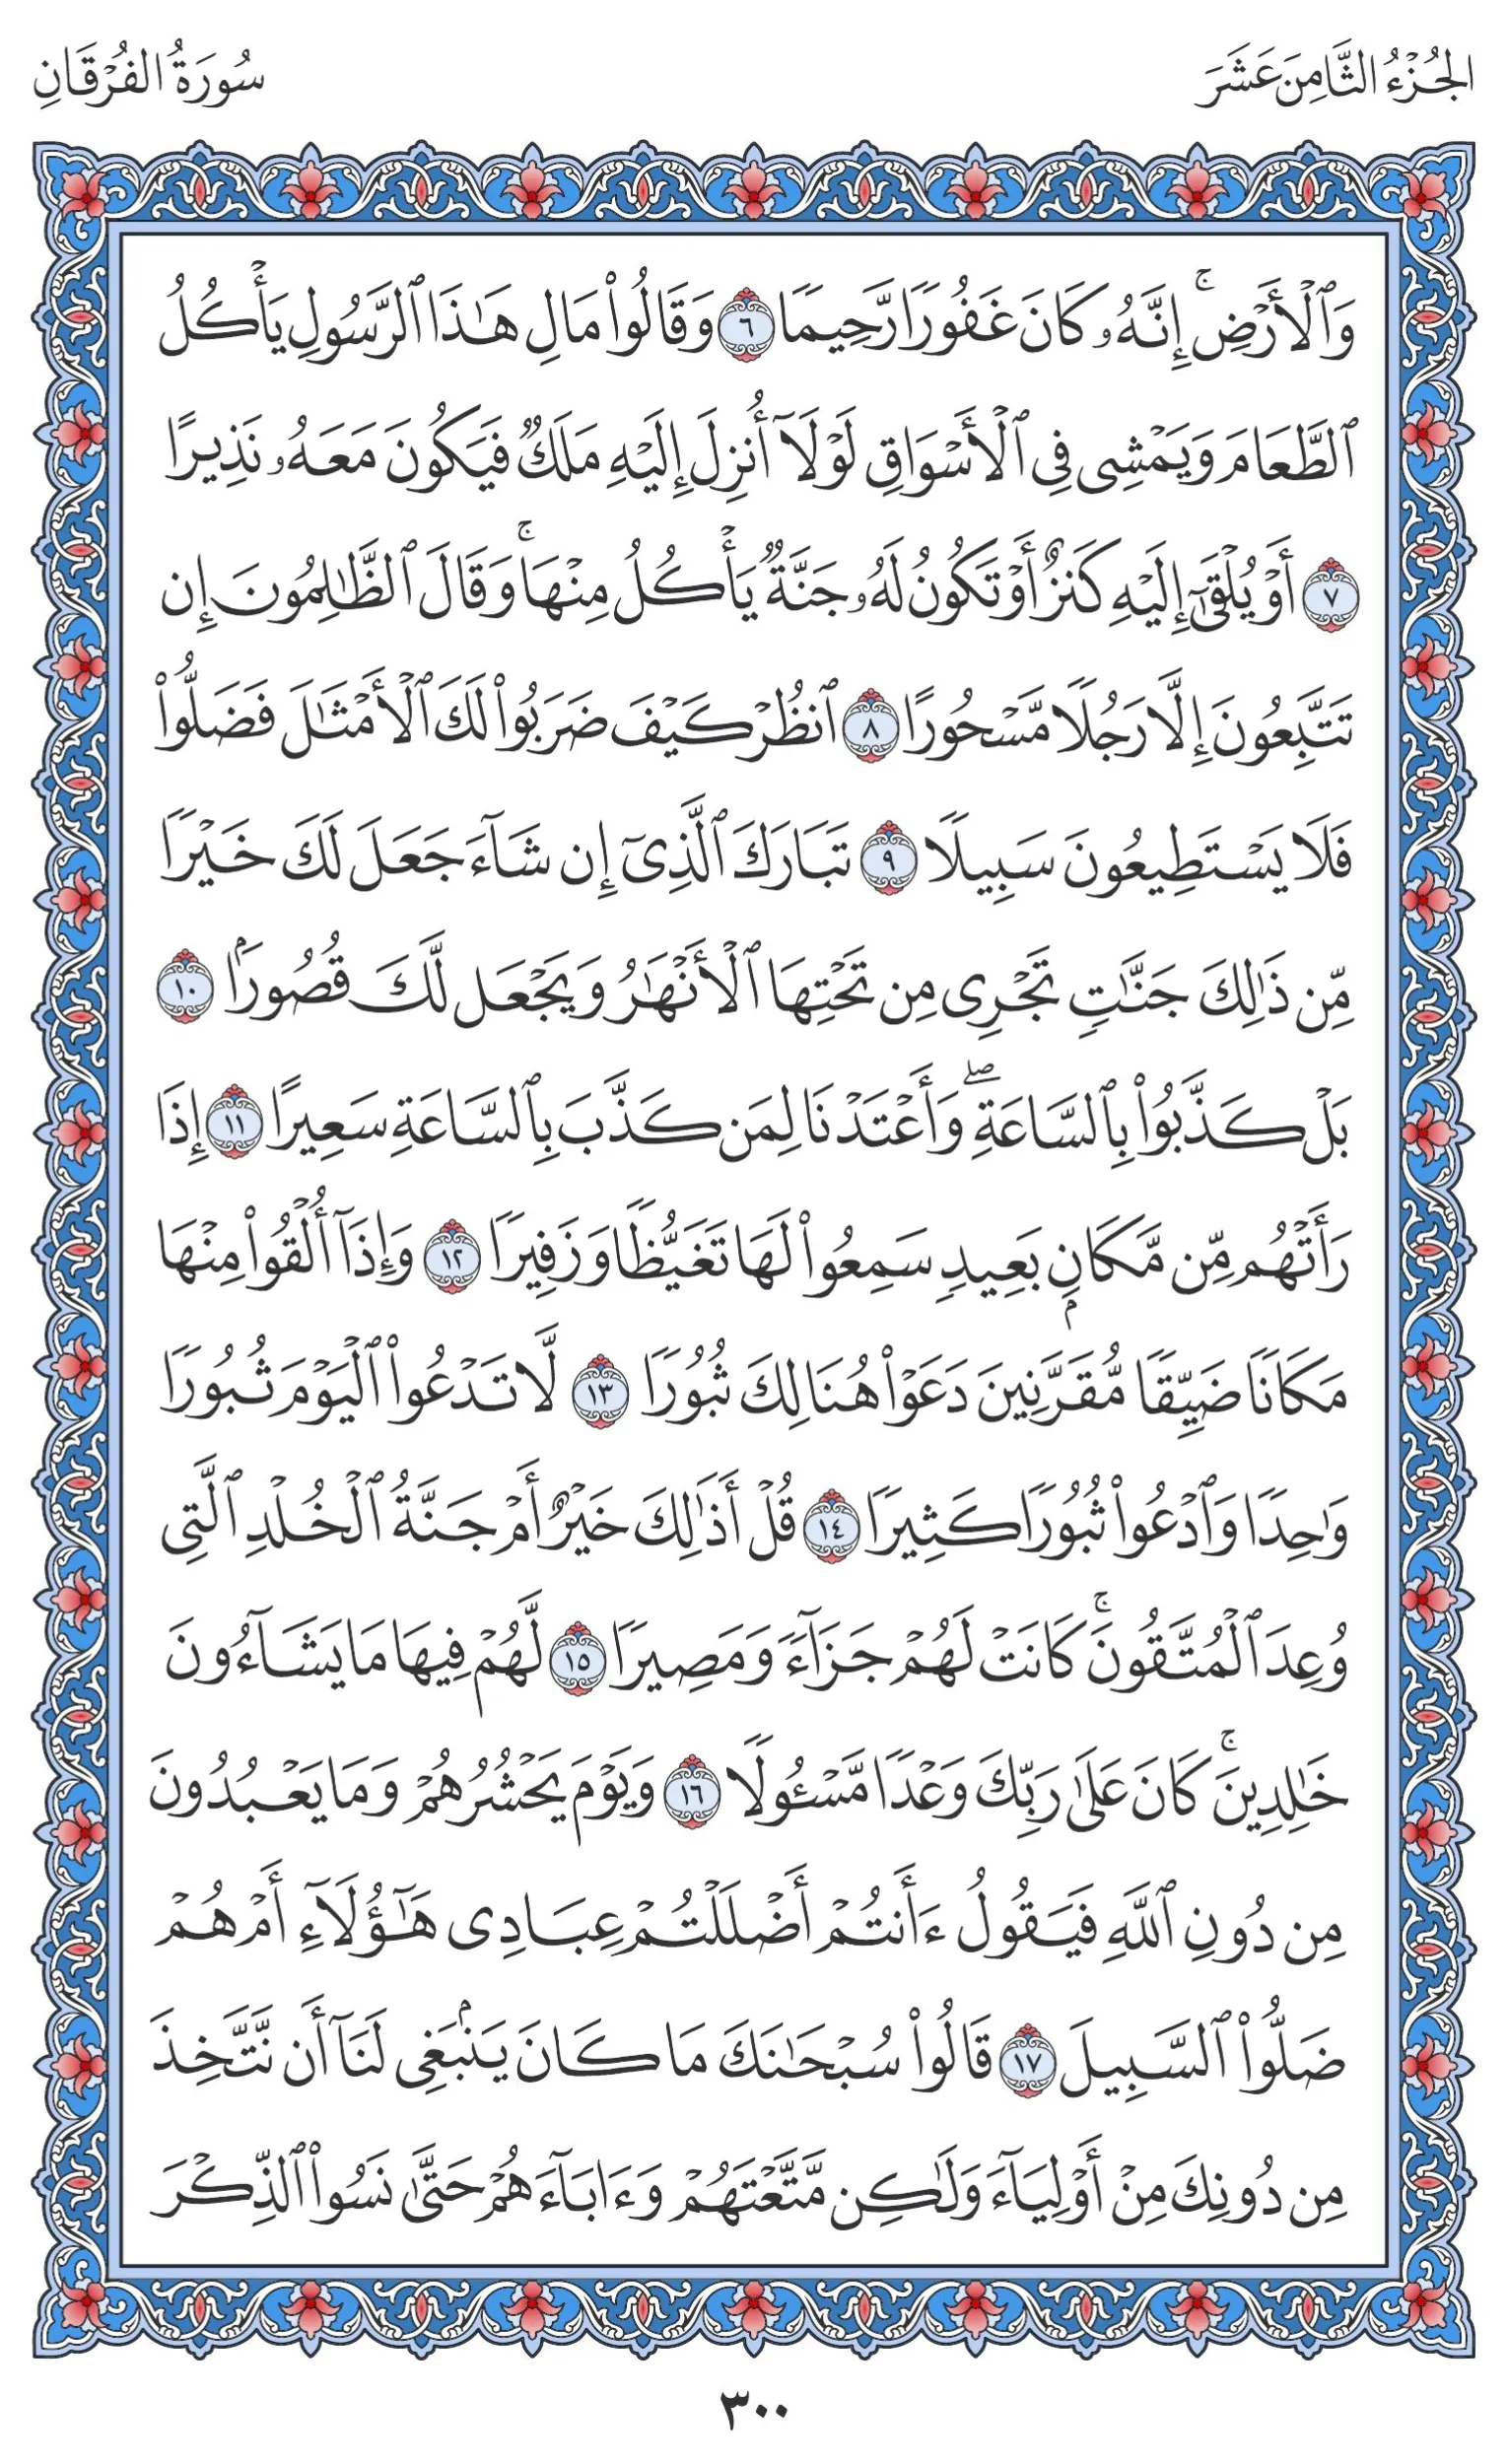 الجُزْءُ الثَّامِنَ عَشَرَ
سُورَةُ الفُرْقَانِ
وَٱلْأَرْضِۚ إِنَّهُۥ كَانَ غَفُورًا رَّحِيمًا ٦ وَقَالُوا۟ مَالِ هَـٰذَا ٱلرَّسُولِ يَأْكُلُ
ٱلطَّعَامَ وَيَمْشِى فِى ٱلْأَسْوَاقِ لَوْلَآ أُنزِلَ إِلَيْهِ مَلَكٌ فَيَكُونَ مَعَهُۥ نَذِيرًا
٧ أَوْ يُلْقَىٰٓ إِلَيْهِ كَنزٌ أَوْ تَكُونُ لَهُۥ جَنَّةٌ يَأْكُلُ مِنْهَاۚ وَقَالَ ٱلظَّـٰلِمُونَ إِن
تَتَّبِعُونَ إِلَّا رَجُلًا مَّسْحُورًا ٨ ٱنظُرْ كَيْفَ ضَرَبُوا۟ لَكَ ٱلْأَمْثَـٰلَ فَضَلُّوا۟
فَلَا يَسْتَطِيعُونَ سَبِيلًا ٩ تَبَارَكَ ٱلَّذِىٓ إِن شَآءَ جَعَلَ لَكَ خَيْرًا
مِّن ذَٰلِكَ جَنَّـٰتٍ تَجْرِى مِن تَحْتِهَا ٱلْأَنْهَـٰرُ وَيَجْعَل لَّكَ قُصُورَۢا ١٠
بَلْ كَذَّبُوا۟ بِٱلسَّاعَةِۖ وَأَعْتَدْنَا لِمَن كَذَّبَ بِٱلسَّاعَةِ سَعِيرًا ١١ إِذَا
رَأَتْهُم مِّن مَّكَانٍۭ بَعِيدٍ سَمِعُوا۟ لَهَا تَغَيُّظًا وَزَفِيرًا ١٢ وَإِذَآ أُلْقُوا۟ مِنْهَا
مَكَانًا ضَيِّقًا مُّقَرَّنِينَ دَعَوْا۟ هُنَالِكَ ثُبُورًا ١٣ لَّا تَدْعُوا۟ ٱلْيَوْمَ ثُبُورًا
وَٰحِدًا وَٱدْعُوا۟ ثُبُورًا كَثِيرًا ١٤ قُلْ أَذَٰلِكَ خَيْرٌ أَمْ جَنَّةُ ٱلْخُلْدِ ٱلَّتِى
وُعِدَ ٱلْمُتَّقُونَۚ كَانَتْ لَهُمْ جَزَآءً وَمَصِيرًا ١٥ لَّهُمْ فِيهَا مَا يَشَآءُونَ
خَـٰلِدِينَۚ كَانَ عَلَىٰ رَبِّكَ وَعْدًا مَّسْـُٔولًا ١٦ وَيَوْمَ يَحْشُرُهُمْ وَمَا يَعْبُدُونَ
مِن دُونِ ٱللَّهِ فَيَقُولُ ءَأَنتُمْ أَضْلَلْتُمْ عِبَادِى هَـٰٓؤُلَآءِ أَمْ هُمْ
ضَلُّوا۟ ٱلسَّبِيلَ ١٧ قَالُوا۟ سُبْحَـٰنَكَ مَا كَانَ يَنۢبَغِى لَنَآ أَن نَّتَّخِذَ
مِن دُونِكَ مِنْ أَوْلِيَآءَ وَلَـٰكِن مَّتَّعْتَهُمْ وَءَابَآءَهُمْ حَتَّىٰ نَسُوا۟ ٱلذِّكْرَ
٣٠٠